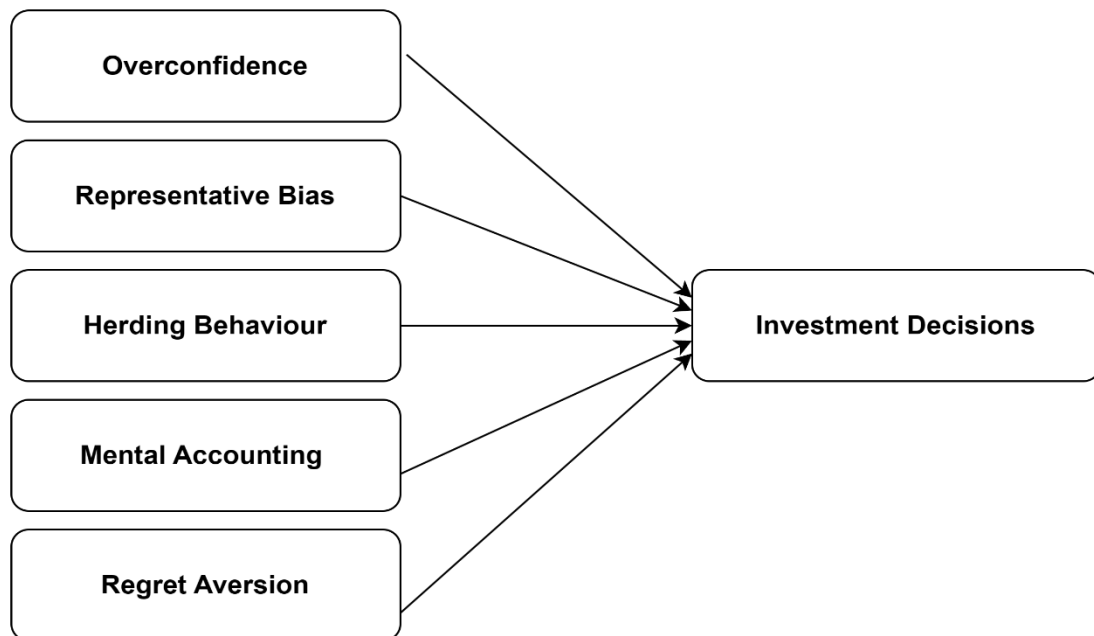 Overconfidence
Representative Bias
Herding Behaviour
Investment Decisions
Mental Accounting
Regret Aversion